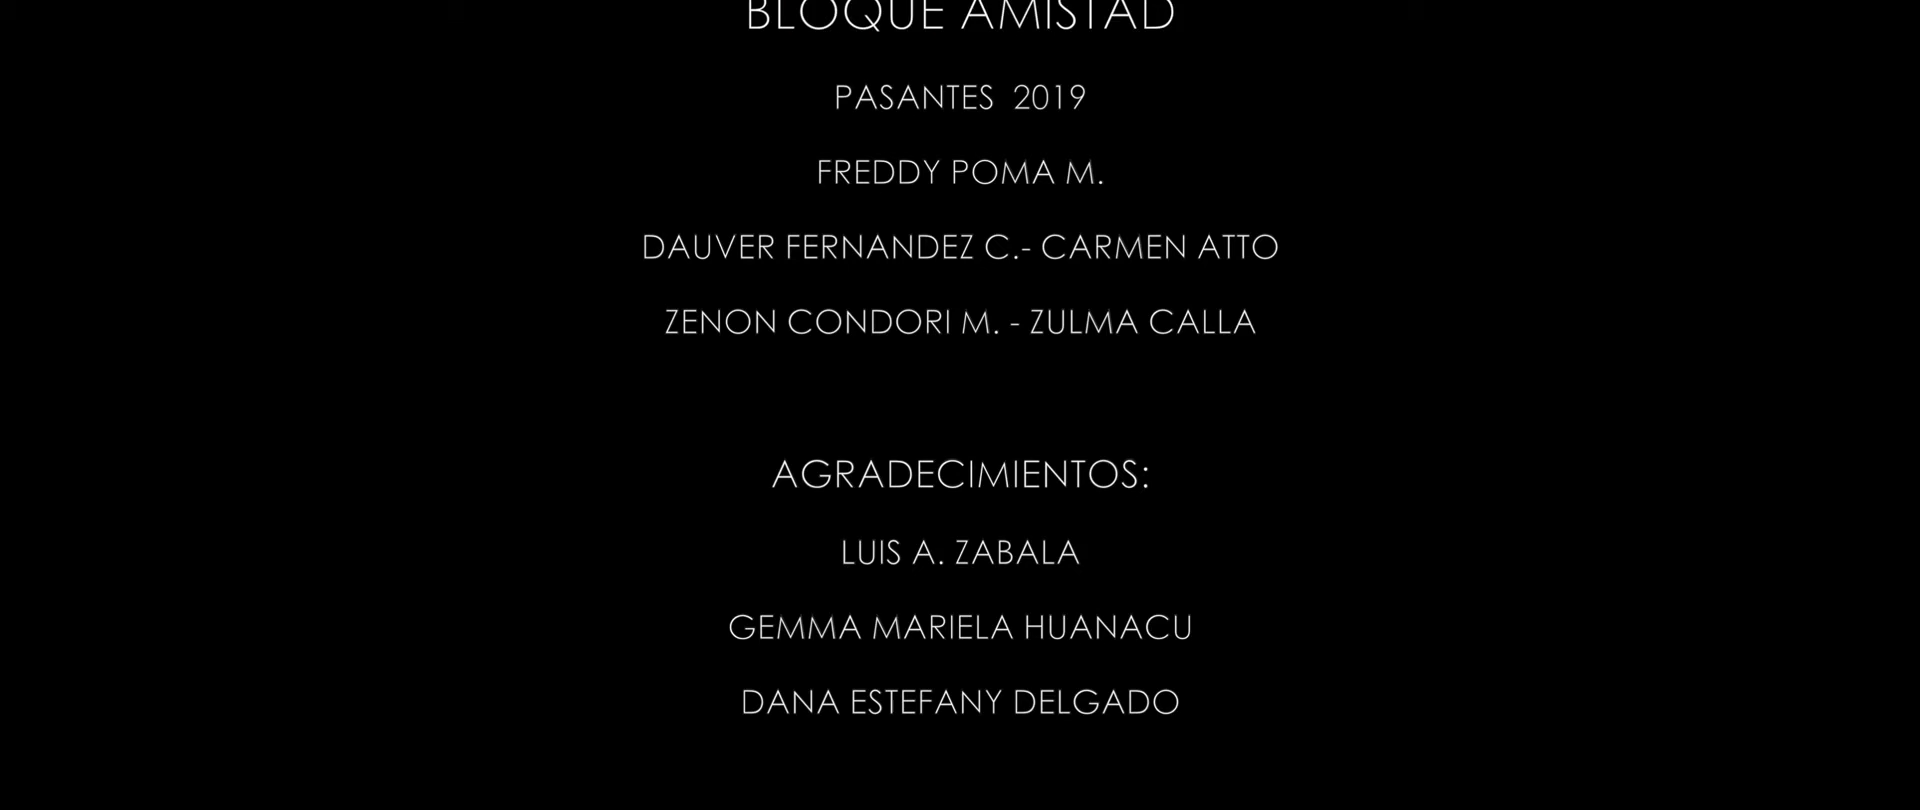 BLOQUE AMISTAD
PASANTES 2019
FREDDY POMA M.
DAUVER FERNANDEZ C.- CARMEN ATTO
ZENON CONDORI M. - ZULMA CALLA
AGRADECIMIENTOS:
LUIS A. ZABALA
GEMMA MARIELA HUANACU
DANA ESTEFANY DELGADO